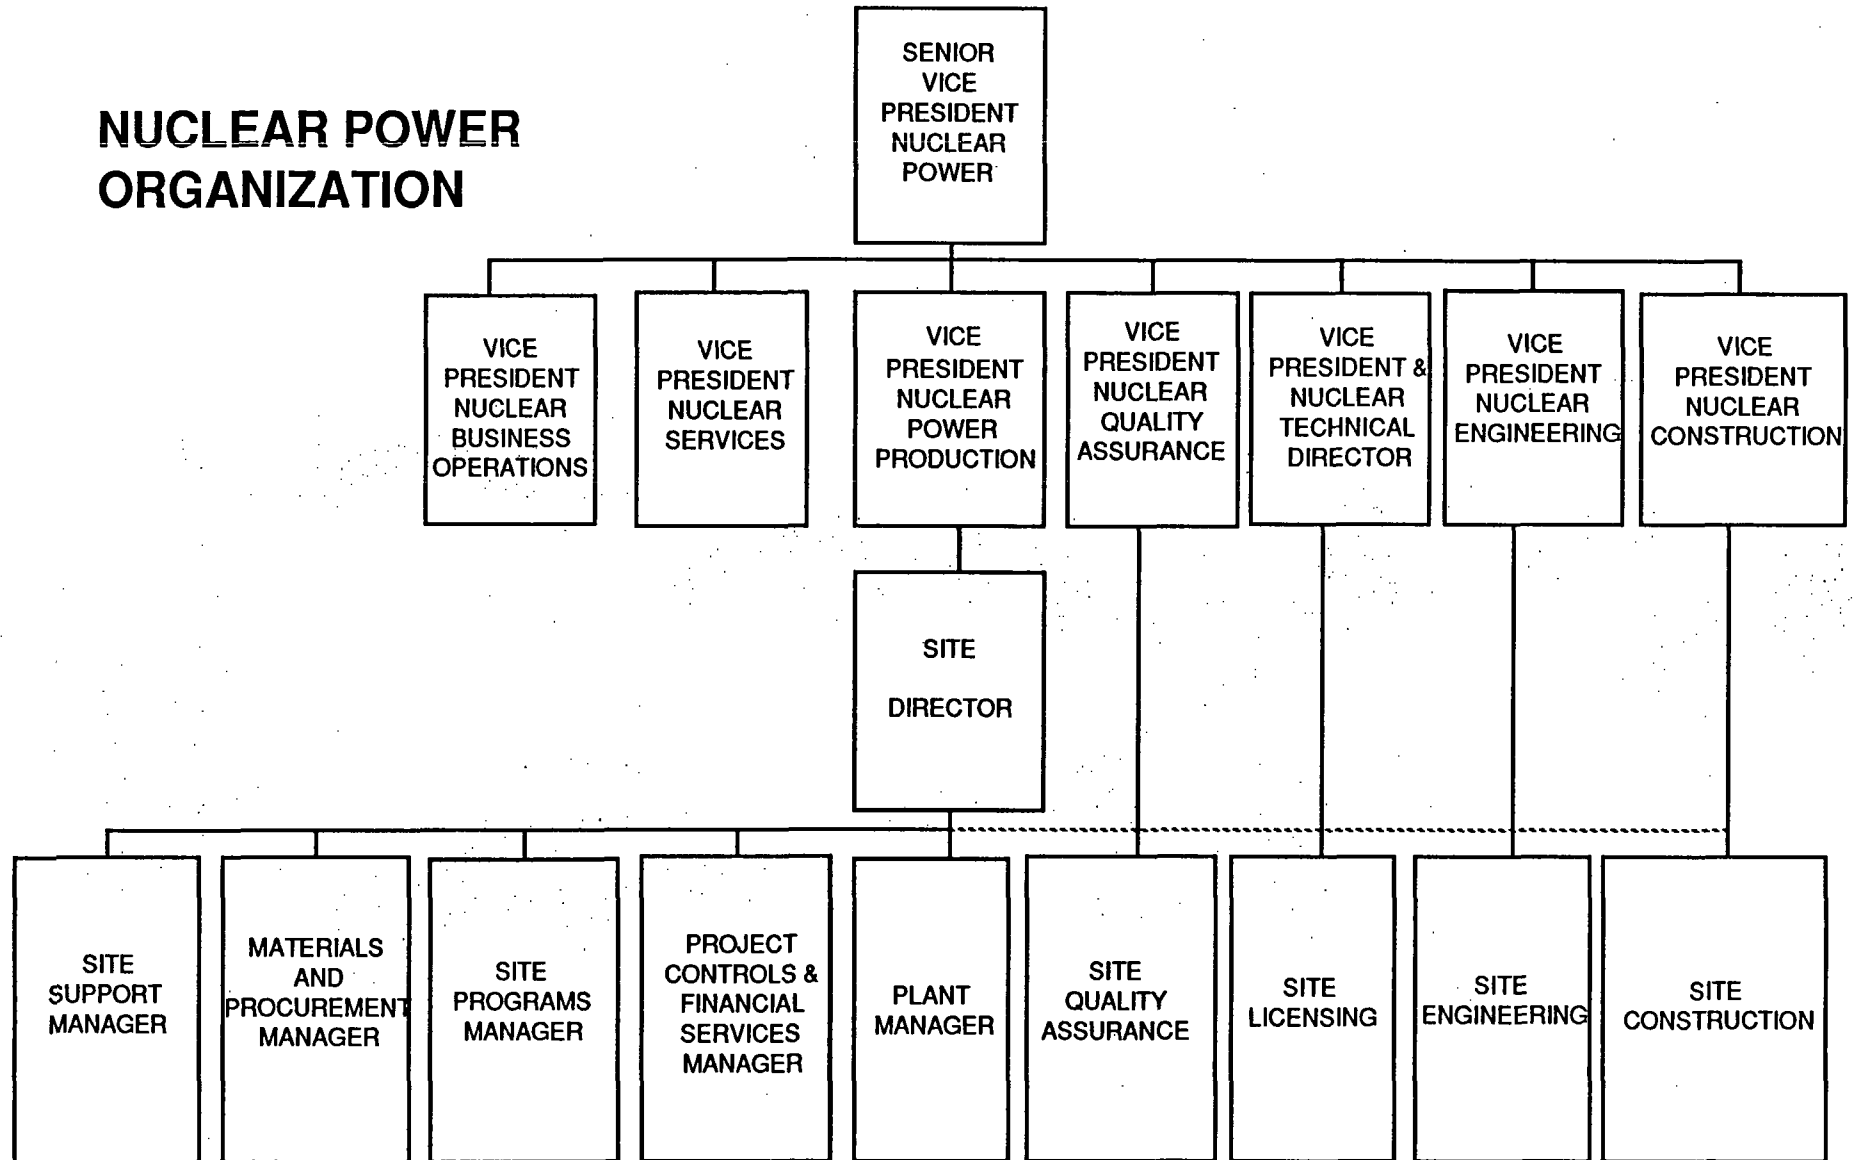 NUCLEAR POWER
ORGANIZATION
SENIOR
VICE
PRESIDENT
NUCLEAR
POWER
VICE
PRESIDENT
NUCLEAR
BUSINESS
OPERATIONS
VICE
PRESIDENT
NUCLEAR
SERVICES
VICE
PRESIDENT
NUCLEAR
POWER
PRODUCTION
VICE
PRESIDENT
NUCLEAR
QUALITY
ASSURANCE
VICE
PRESIDENT &
NUCLEAR
TECHNICAL
DIRECTOR
VICE
PRESIDENT
NUCLEAR
ENGINEERING
VICE
PRESIDENT
NUCLEAR
CONSTRUCTION
SITE
DIRECTOR
SITE
SUPPORT
MANAGER
MATERIALS
AND
PROCUREMENT
MANAGER
SITE
PROGRAMS
MANAGER
PROJECT
CONTROLS &
FINANCIAL
SERVICES
MANAGER
PLANT
MANAGER
SITE
QUALITY
ASSURANCE
SITE
LICENSING
SITE
ENGINEERING
SITE
CONSTRUCTION